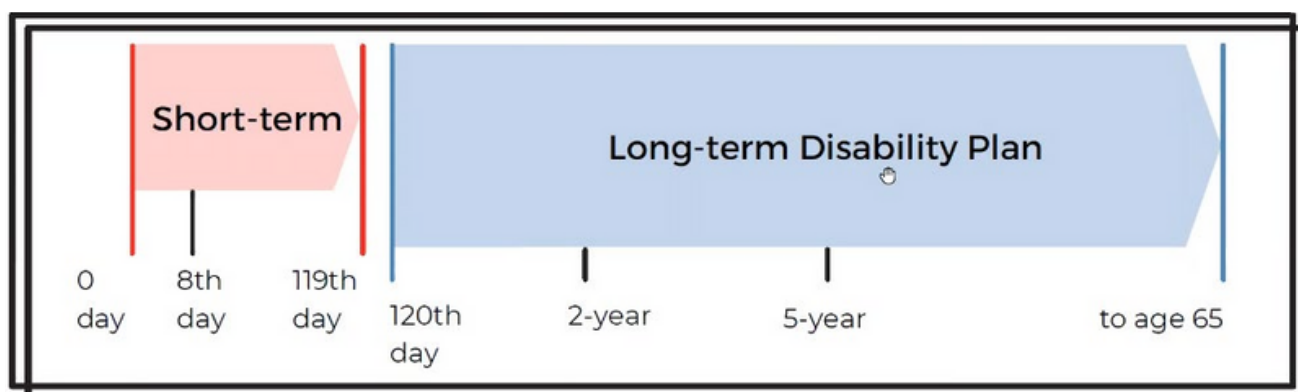 Short-term
Long-term Disability Plan
0
day
8th
day
119th
day
120th
day
2-year
5-year
to age 65